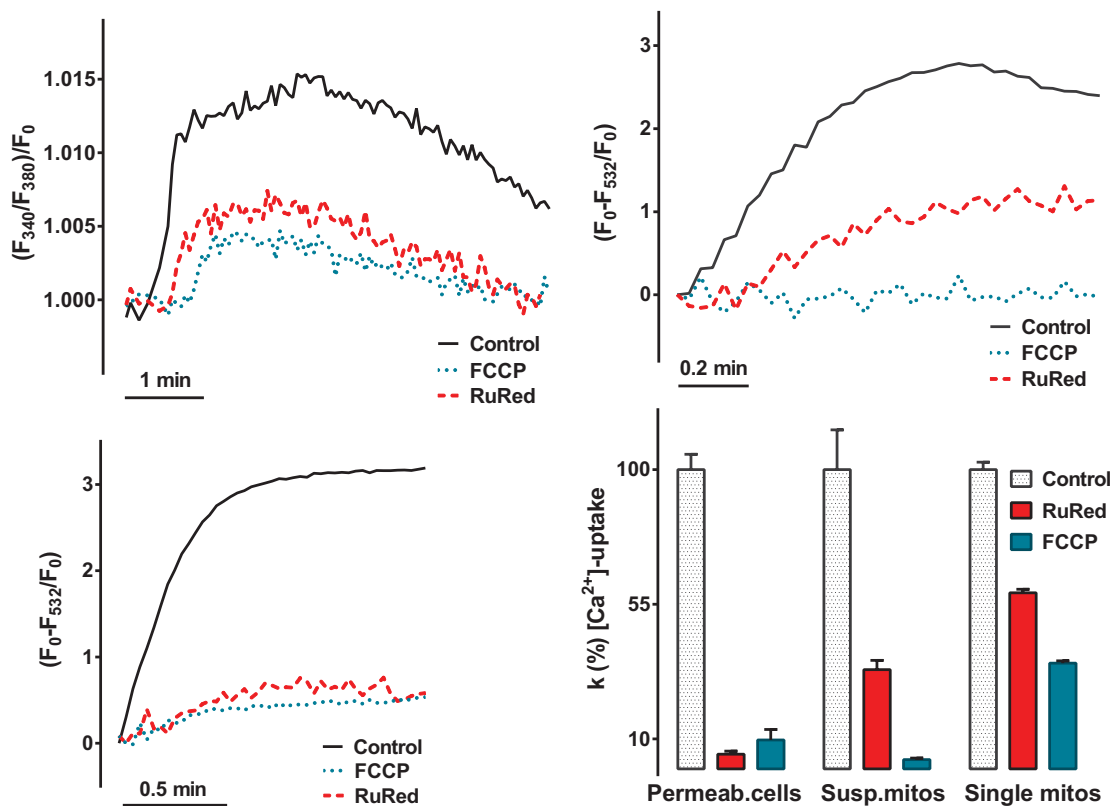 (F340/F380)/F0
1.015
1.010
1.005
1.000
Control
FCCP
RuRed
1 min
(F0-F532/F0)
3
2
1
0
Control
FCCP
RuRed
0.2 min
(F0-F532/F0)
3
2
1
0
Control
FCCP
RuRed
0.5 min
k (%) [Ca2+]-uptake
100
55
10
Control
RuRed
FCCP
Permeab.cells Susp.mitos Single mitos